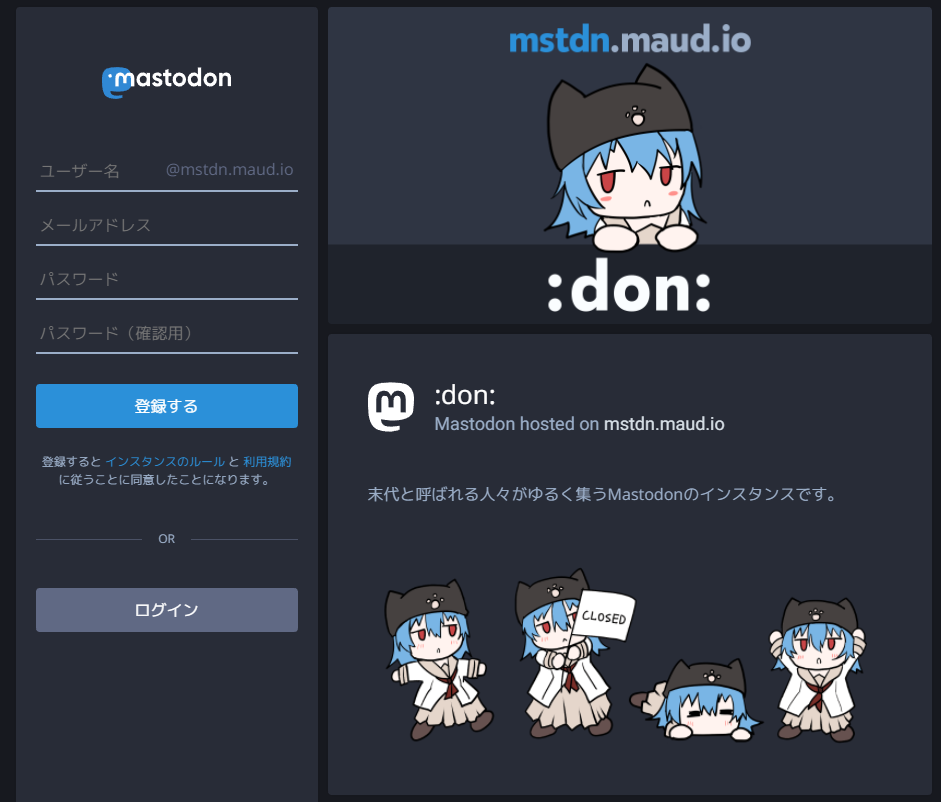 mastodon
ユーザー名 @mstdn.maud.io
メールアドレス
パスワード
パスワード（確認用）
登録する
登録すると インスタンスのルール と 利用規約
に従うことに同意したことになります。
OR
ログイン
mstdn.maud.io
:don:
:don:
Mastodon hosted on mstdn.maud.io
末代と呼ばれる人々がゆるく集うMastodonのインスタンスです。
CLOSED